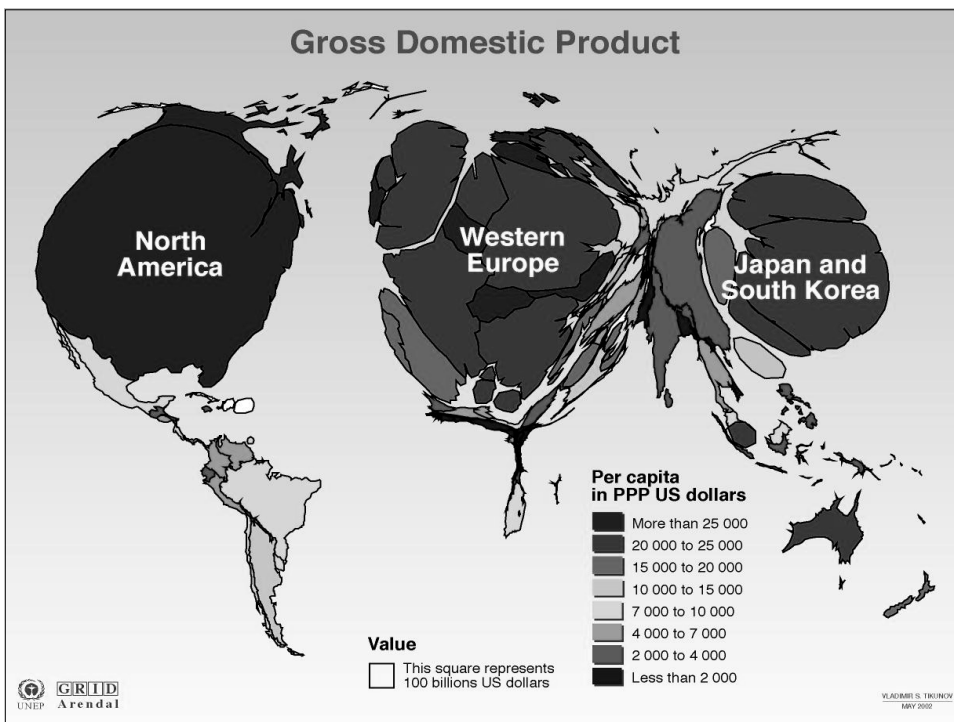 Gross Domestic Product
North
America
Western
Europe
Japan and
South Korea
Per capita
in PPP US dollars
More than 25 000
20 000 to 25 000
15 000 to 20 000
10 000 to 15 000
7 000 to 10 000
4 000 to 7 000
2 000 to 4 000
Less than 2 000
Value
This square represents
100 billions US dollars
UNEP
GRID
Arendal
VLADIMIR S. TIKUNOV
MAY 2002